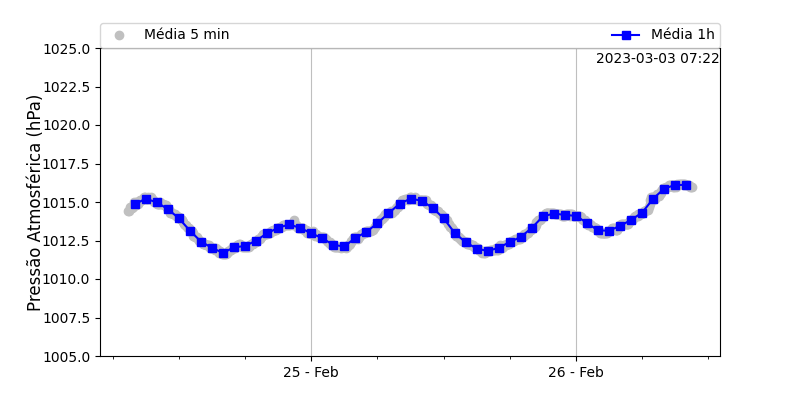 Média 5 min
Média 1h
2023-03-03 07:22
Pressão Atmosférica (hPa)
1025.0
1022.5
1020.0
1017.5
1015.0
1012.5
1010.0
1007.5
1005.0
25 - Feb
26 - Feb